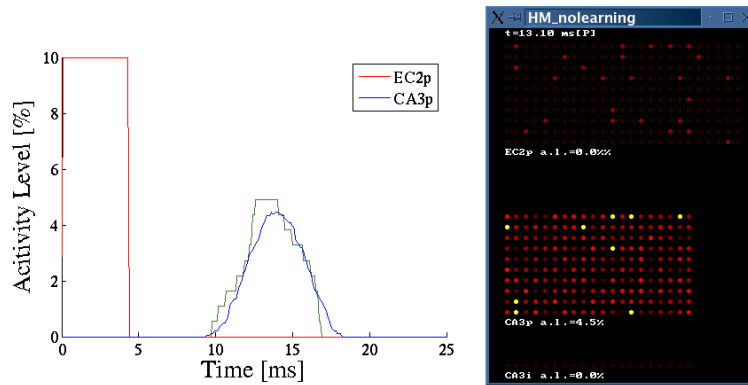 10
8
6
4
2
0
Acitivity Level [%]
0 5 10 15 20 25
Time [ms]
EC2p
CA3p
X HM_nolearning
t=13.10 ms[P]
EC2p a.l.=0.0%%
CA3p a.l.=4.5%
CA3i a.l.=0.0%